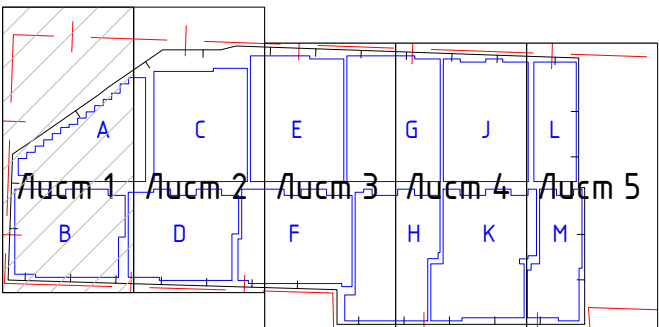 A C E G J L
Лист 1 Лист 2 Лист 3 Лист 4 Лист 5
B D F H K M